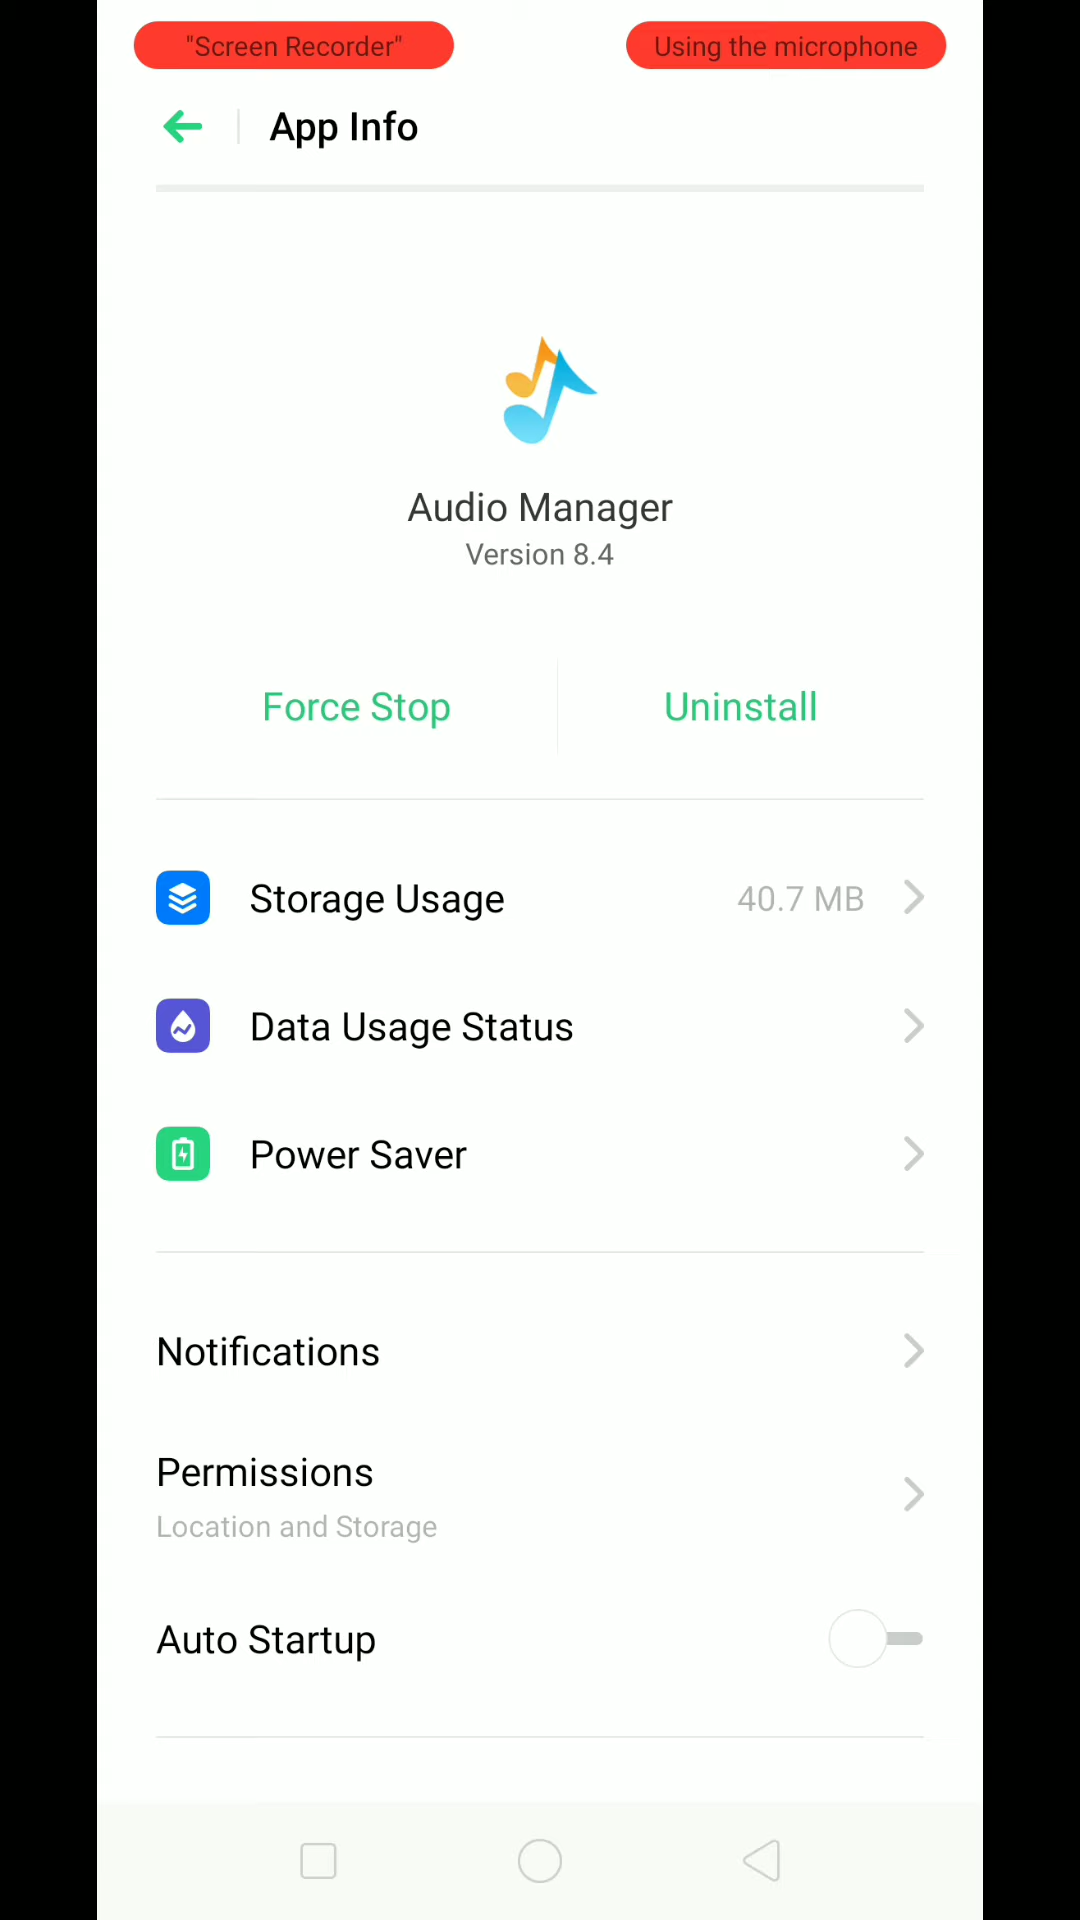 "Screen Recorder"
Using the microphone
App Info
Audio Manager
Version 8.4
Force Stop
Uninstall
Storage Usage
40.7 MB
Data Usage Status
Power Saver
Notifications
Permissions
Location and Storage
Auto Startup